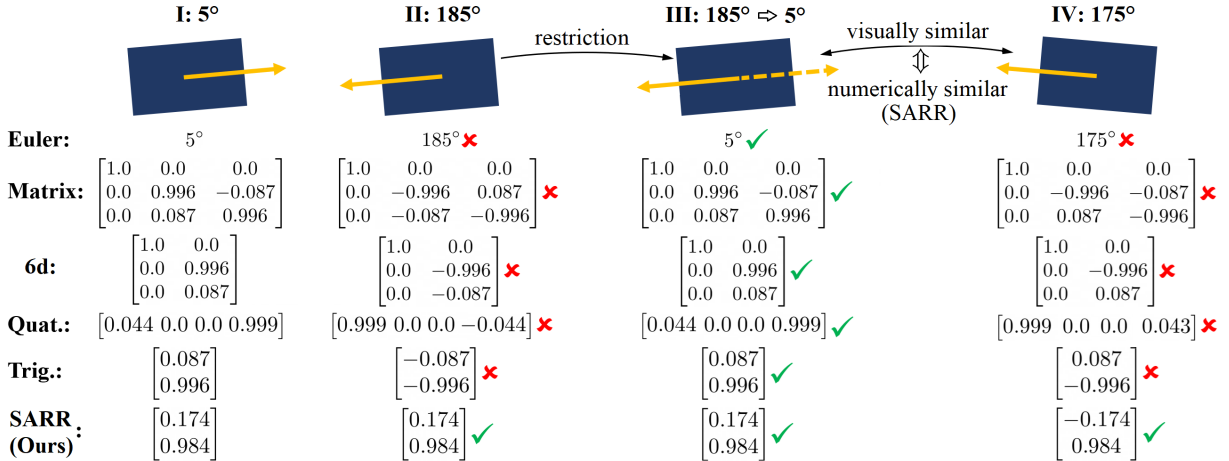 I: 5° II: 185° III: 185° ⇨ 5° IV: 175°
restriction
visually similar
⇕
numerically similar
(SARR)
Euler: 5° 185° ✘ 5° ✓ 175° ✘
Matrix:
[1.0 0.0 0.0] [1.0 0.0 0.0] [1.0 0.0 0.0] [1.0 0.0 0.0]
[0.0 0.996 −0.087] [0.0 −0.996 0.087] ✘ [0.0 0.996 −0.087] ✓ [0.0 −0.996 −0.087] ✘
[0.0 0.087 0.996] [0.0 −0.087 −0.996] [0.0 0.087 0.996] [0.0 0.087 −0.996]
6d:
[1.0 0.0] [1.0 0.0] [1.0 0.0] [1.0 0.0]
[0.0 0.996] [0.0 −0.996] ✘ [0.0 0.996] ✓ [0.0 −0.996] ✘
[0.0 0.087] [0.0 −0.087] [0.0 0.087] [0.0 0.087]
Quat.: [0.044 0.0 0.0 0.999] [0.999 0.0 0.0 −0.044] ✘ [0.044 0.0 0.0 0.999] ✓ [0.999 0.0 0.0 0.043] ✘
Trig.:
[0.087] [−0.087] [0.087] [0.087]
[0.996] [−0.996] ✘ [0.996] ✓ [−0.996] ✘
SARR
(Ours):
[0.174] [0.174] [0.174] [−0.174]
[0.984] [0.984] ✓ [0.984] ✓ [0.984] ✓